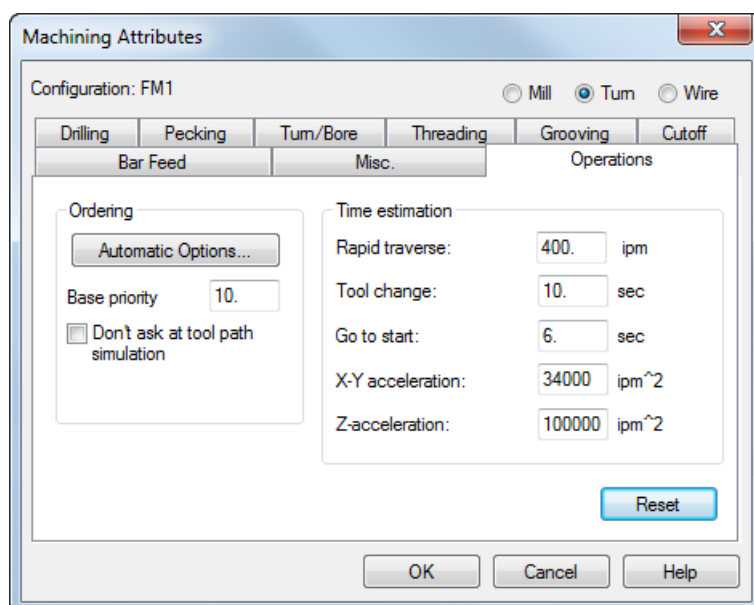 Machining Attributes
Configuration: FM1
Mill Turn Wire
Drilling Pecking Turn/Bore Threading Grooving Cutoff
Bar Feed Misc. Operations
Ordering
Automatic Options...
Base priority 10.
Don't ask at tool path
simulation
Time estimation
Rapid traverse: 400. ipm
Tool change: 10. sec
Go to start: 6. sec
X-Y acceleration: 34000 ipm^2
Z-acceleration: 100000 ipm^2
Reset
OK Cancel Help